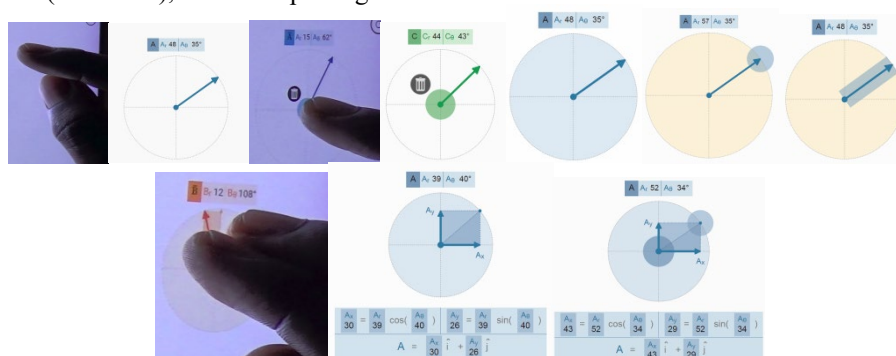 A Ar 48 Aθ 35°
Ar 15 Aθ 62°
C Cr 44 Cθ 43°
A Ar 48 Aθ 35°
A Ar 57 Aθ 35°
A Ar 48 Aθ 35°
B Br 12 Bθ 108°
A Ar 39 Aθ 40°
Ay
Ax
Ax 30 = Ar 39 cos( Aθ 40 ) Ay 26 = Ar 39 sin( Aθ 40 )
A = Ax 30 î + Ay 26 ĵ
A Ar 52 Aθ 34°
Ay
Ax
Ax 43 = Ar 52 cos( Aθ 34 ) Ay 29 = Ar 52 sin( Aθ 34 )
A = Ax 43 î + Ay 29 ĵ